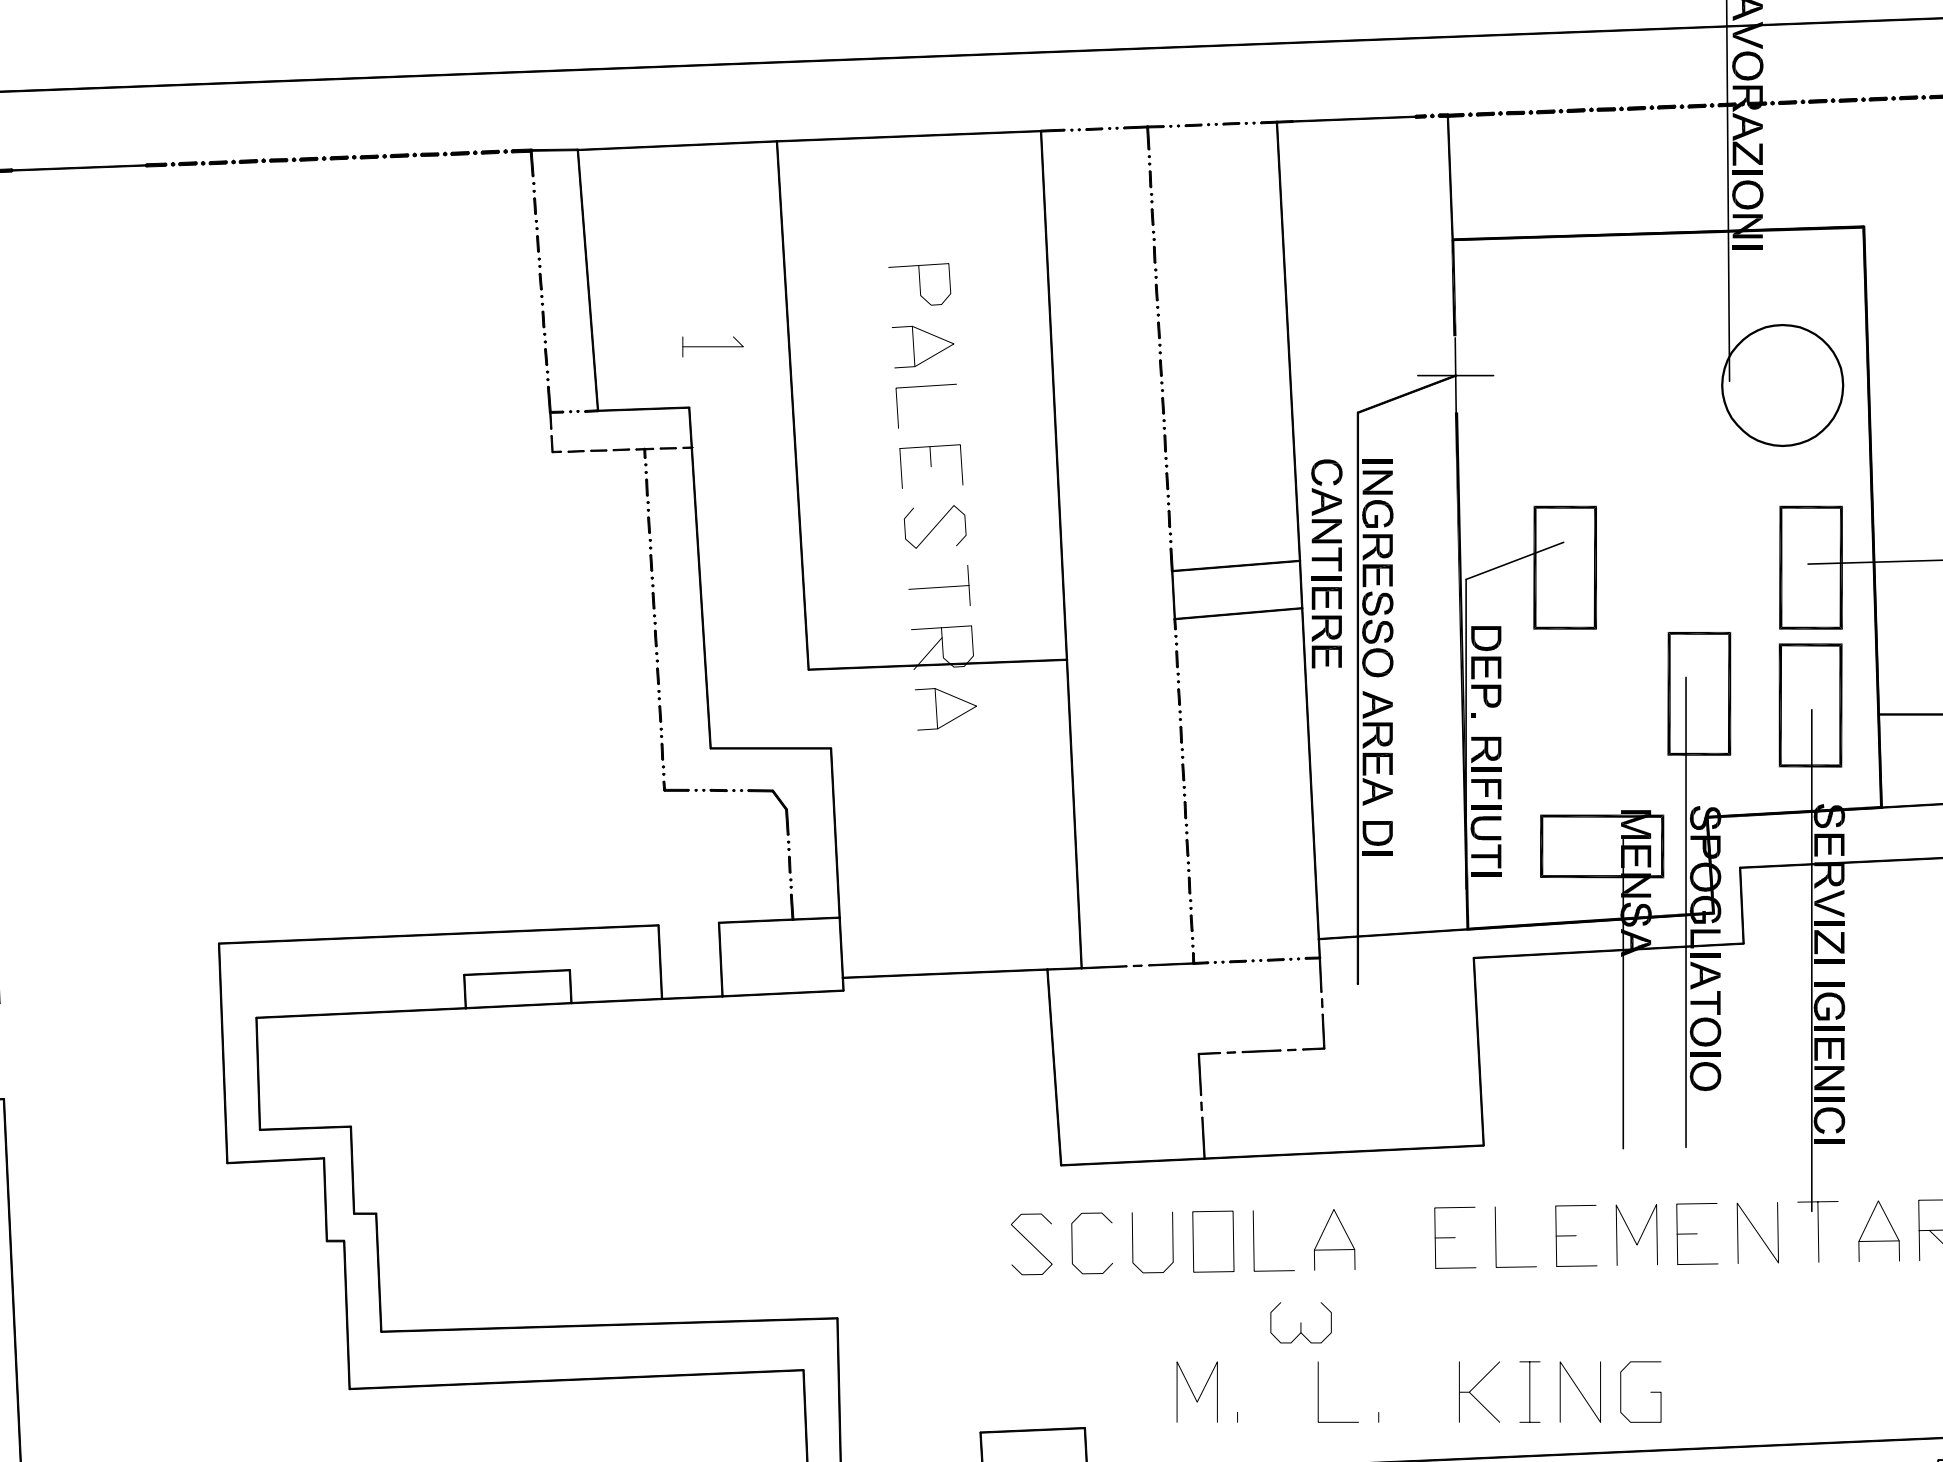 AVORAZIONI
PALESTRA
1
INGRESSO AREA DI
CANTIERE
DEP. RIFIUTI
MENSA
SPOGLIATOIO
SERVIZI IGIENICI
SCUOLA ELEMENTAR
3
M. L. KING